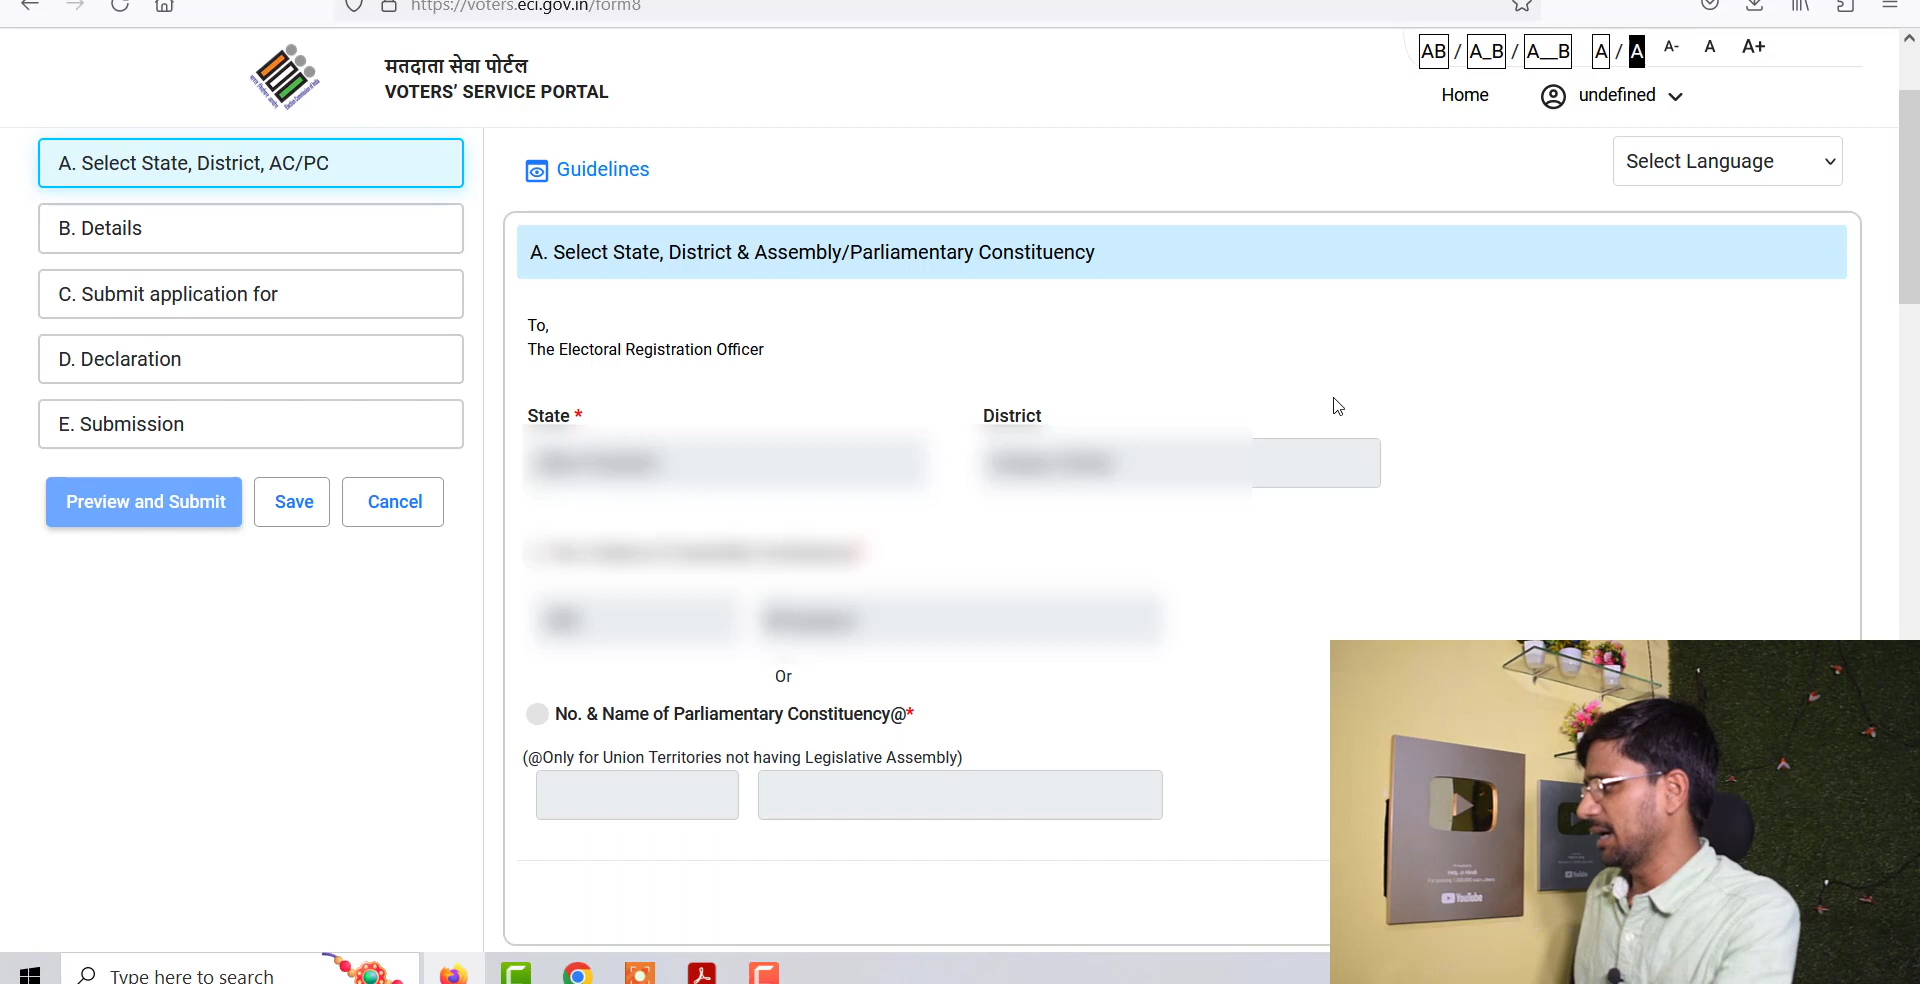 https://voters.eci.gov.in/form8
मतदाता सेवा पोर्टल
VOTERS' SERVICE PORTAL
AB / A_B / A__B A / A A- A A+
Home undefined
A. Select State, District, AC/PC
B. Details
C. Submit application for
D. Declaration
E. Submission
Preview and Submit Save Cancel
Guidelines
Select Language
A. Select State, District & Assembly/Parliamentary Constituency
To,
The Electoral Registration Officer
State *
District
Or
No. & Name of Parliamentary Constituency@*
(@Only for Union Territories not having Legislative Assembly)
YouTube
Type here to search